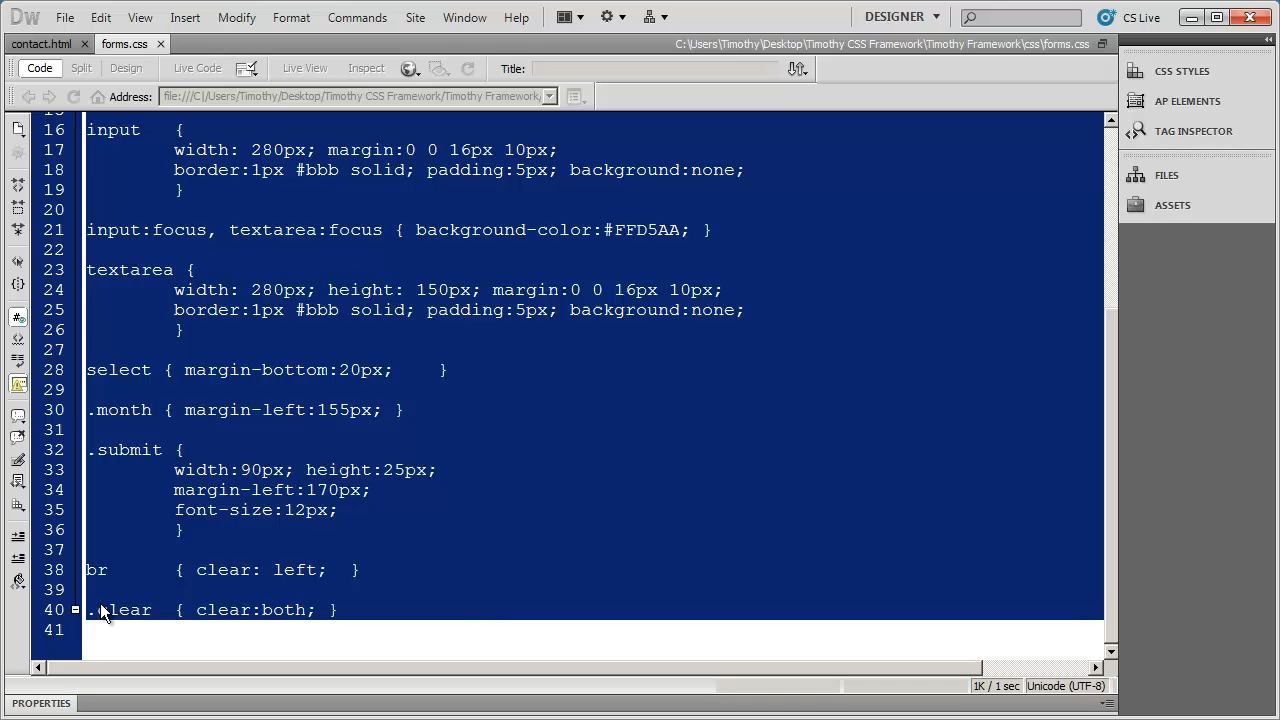 Dw File Edit View Insert Modify Format Commands Site Window Help DESIGNER CS Live
contact.html forms.css C:\Users\Timothy\Desktop\Timothy CSS Framework\Timothy Framework\css\forms.css
Code Split Design Live Code Live View Inspect Title:
Address: file:///C|/Users/Timothy/Desktop/Timothy CSS Framework/Timothy Framework,
16 input {
17 width: 280px; margin:0 0 16px 10px;
18 border:1px #bbb solid; padding:5px; background:none;
19 }
20
21 input:focus, textarea:focus { background-color:#FFD5AA; }
22
23 textarea {
24 width: 280px; height: 150px; margin:0 0 16px 10px;
25 border:1px #bbb solid; padding:5px; background:none;
26 }
27
28 select { margin-bottom:20px; }
29
30 .month { margin-left:155px; }
31
32 .submit {
33 width:90px; height:25px;
34 margin-left:170px;
35 font-size:12px;
36 }
37
38 br { clear: left; }
39
40 .clear { clear:both; }
41
1K / 1 sec Unicode (UTF-8)
PROPERTIES
CSS STYLES
AP ELEMENTS
TAG INSPECTOR
FILES
ASSETS